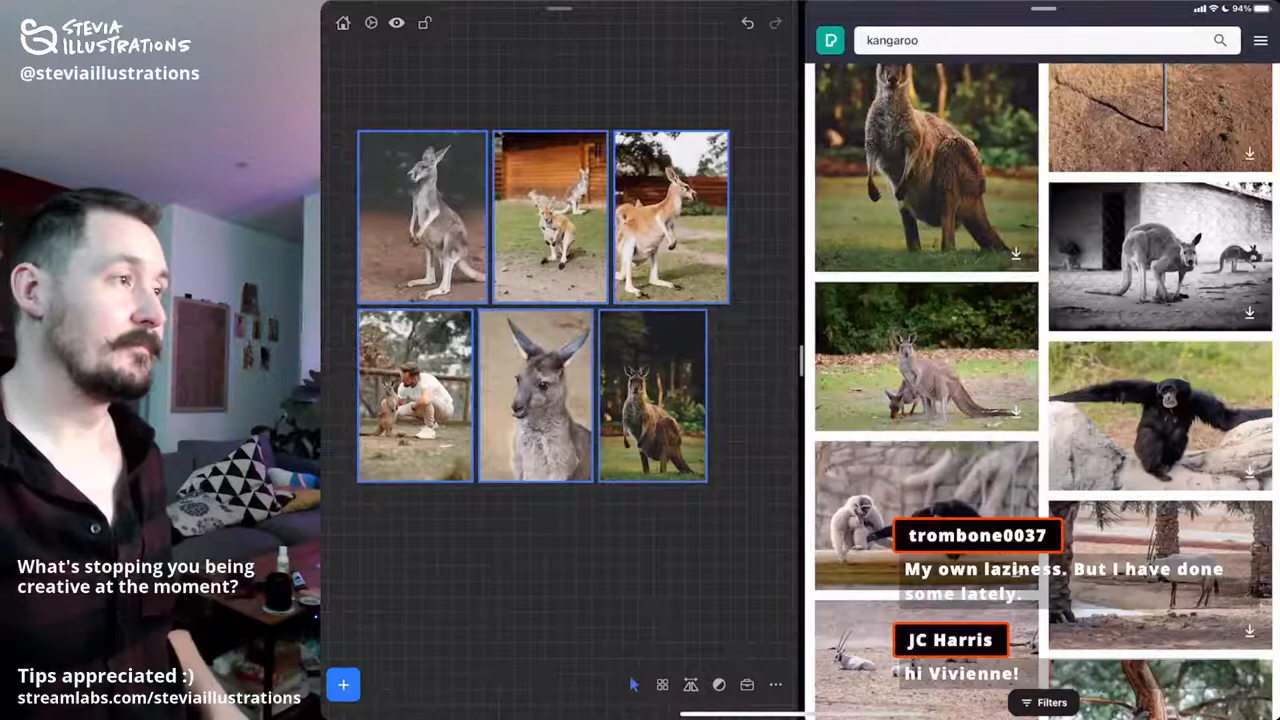 STEVIA
ILLUSTRATIONS
@steviaillustrations
What's stopping you being
creative at the moment?
Tips appreciated :)
streamlabs.com/steviaillustrations
94%
kangaroo
trombone0037
My own laziness. But I have done
some lately.
JC Harris
hi Vivienne!
Filters